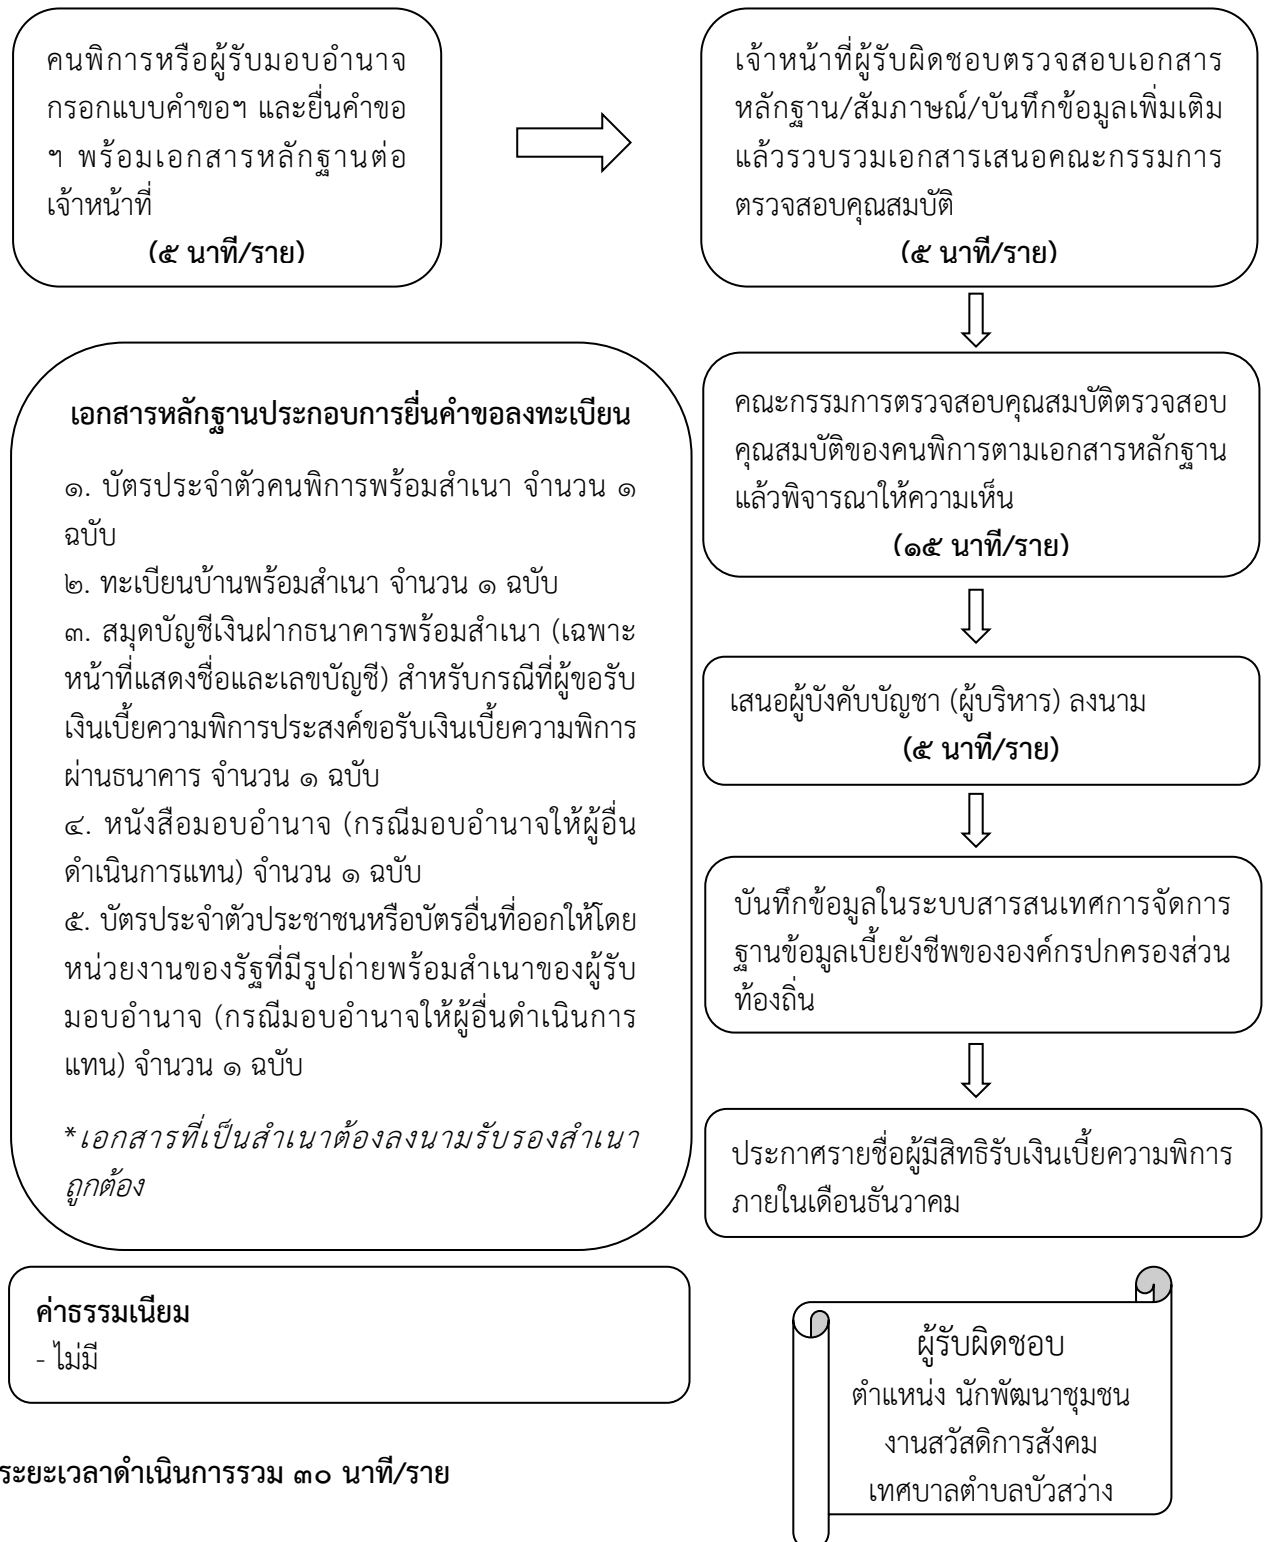 คนพิการหรือผู้รับมอบอำนาจ
กรอกแบบคำขอฯ และยื่นคำขอ
ฯ พร้อมเอกสารหลักฐานต่อ
เจ้าหน้าที่
(๕ นาที/ราย)
เจ้าหน้าที่ผู้รับผิดชอบตรวจสอบเอกสาร
หลักฐาน/สัมภาษณ์/บันทึกข้อมูลเพิ่มเติม
แล้วรวบรวมเอกสารเสนอคณะกรรมการ
ตรวจสอบคุณสมบัติ
(๕ นาที/ราย)
คณะกรรมการตรวจสอบคุณสมบัติตรวจสอบ
คุณสมบัติของคนพิการตามเอกสารหลักฐาน
แล้วพิจารณาให้ความเห็น
(๑๕ นาที/ราย)
เสนอผู้บังคับบัญชา (ผู้บริหาร) ลงนาม
(๕ นาที/ราย)
บันทึกข้อมูลในระบบสารสนเทศการจัดการ
ฐานข้อมูลเบี้ยยังชีพขององค์กรปกครองส่วน
ท้องถิ่น
ประกาศรายชื่อผู้มีสิทธิรับเงินเบี้ยความพิการ
ภายในเดือนธันวาคม
เอกสารหลักฐานประกอบการยื่นคำขอลงทะเบียน
๑. บัตรประจำตัวคนพิการพร้อมสำเนา จำนวน ๑
ฉบับ
๒. ทะเบียนบ้านพร้อมสำเนา จำนวน ๑ ฉบับ
๓. สมุดบัญชีเงินฝากธนาคารพร้อมสำเนา (เฉพาะ
หน้าที่แสดงชื่อและเลขบัญชี) สำหรับกรณีที่ผู้ขอรับ
เงินเบี้ยความพิการประสงค์ขอรับเงินเบี้ยความพิการ
ผ่านธนาคาร จำนวน ๑ ฉบับ
๔. หนังสือมอบอำนาจ (กรณีมอบอำนาจให้ผู้อื่น
ดำเนินการแทน) จำนวน ๑ ฉบับ
๕. บัตรประจำตัวประชาชนหรือบัตรอื่นที่ออกให้โดย
หน่วยงานของรัฐที่มีรูปถ่ายพร้อมสำเนาของผู้รับ
มอบอำนาจ (กรณีมอบอำนาจให้ผู้อื่นดำเนินการ
แทน) จำนวน ๑ ฉบับ
*เอกสารที่เป็นสำเนาต้องลงนามรับรองสำเนา
ถูกต้อง
ค่าธรรมเนียม
- ไม่มี
ระยะเวลาดำเนินการรวม ๓๐ นาที/ราย
ผู้รับผิดชอบ
ตำแหน่ง นักพัฒนาชุมชน
งานสวัสดิการสังคม
เทศบาลตำบลบัวสว่าง